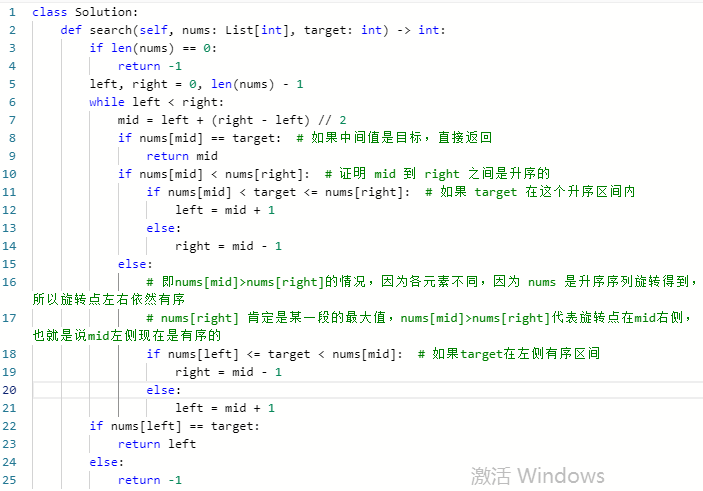 1 class Solution:
2     def search(self, nums: List[int], target: int) -> int:
3         if len(nums) == 0:
4             return -1
5         left, right = 0, len(nums) - 1
6         while left < right:
7             mid = left + (right - left) // 2
8             if nums[mid] == target:  # 如果中间值是目标，直接返回
9                 return mid
10             if nums[mid] < nums[right]:  # 证明 mid 到 right 之间是升序的
11                 if nums[mid] < target <= nums[right]:  # 如果 target 在这个升序区间内
12                     left = mid + 1
13                 else:
14                     right = mid - 1
15             else:
16                 # 即nums[mid]>nums[right]的情况，因为各元素不同，因为 nums 是升序序列旋转得到，
所以旋转点左右依然有序
17                 # nums[right] 肯定是某一段的最大值，nums[mid]>nums[right]代表旋转点在mid右侧，
也就是说mid左侧现在是有序的
18                 if nums[left] <= target < nums[mid]:  # 如果target在左侧有序区间
19                     right = mid - 1
20                 else:
21                     left = mid + 1
22         if nums[left] == target:
23             return left
24         else:
25             return -1
激活 Windows